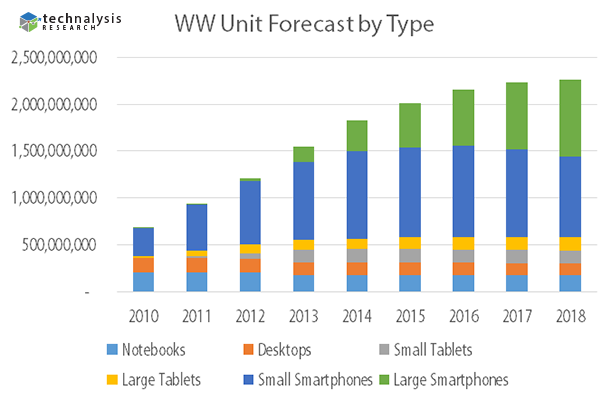 technalysis
RESEARCH
WW Unit Forecast by Type
2,500,000,000
2,000,000,000
1,500,000,000
1,000,000,000
500,000,000
-
2010 2011 2012 2013 2014 2015 2016 2017 2018
Notebooks Desktops Small Tablets
Large Tablets Small Smartphones Large Smartphones